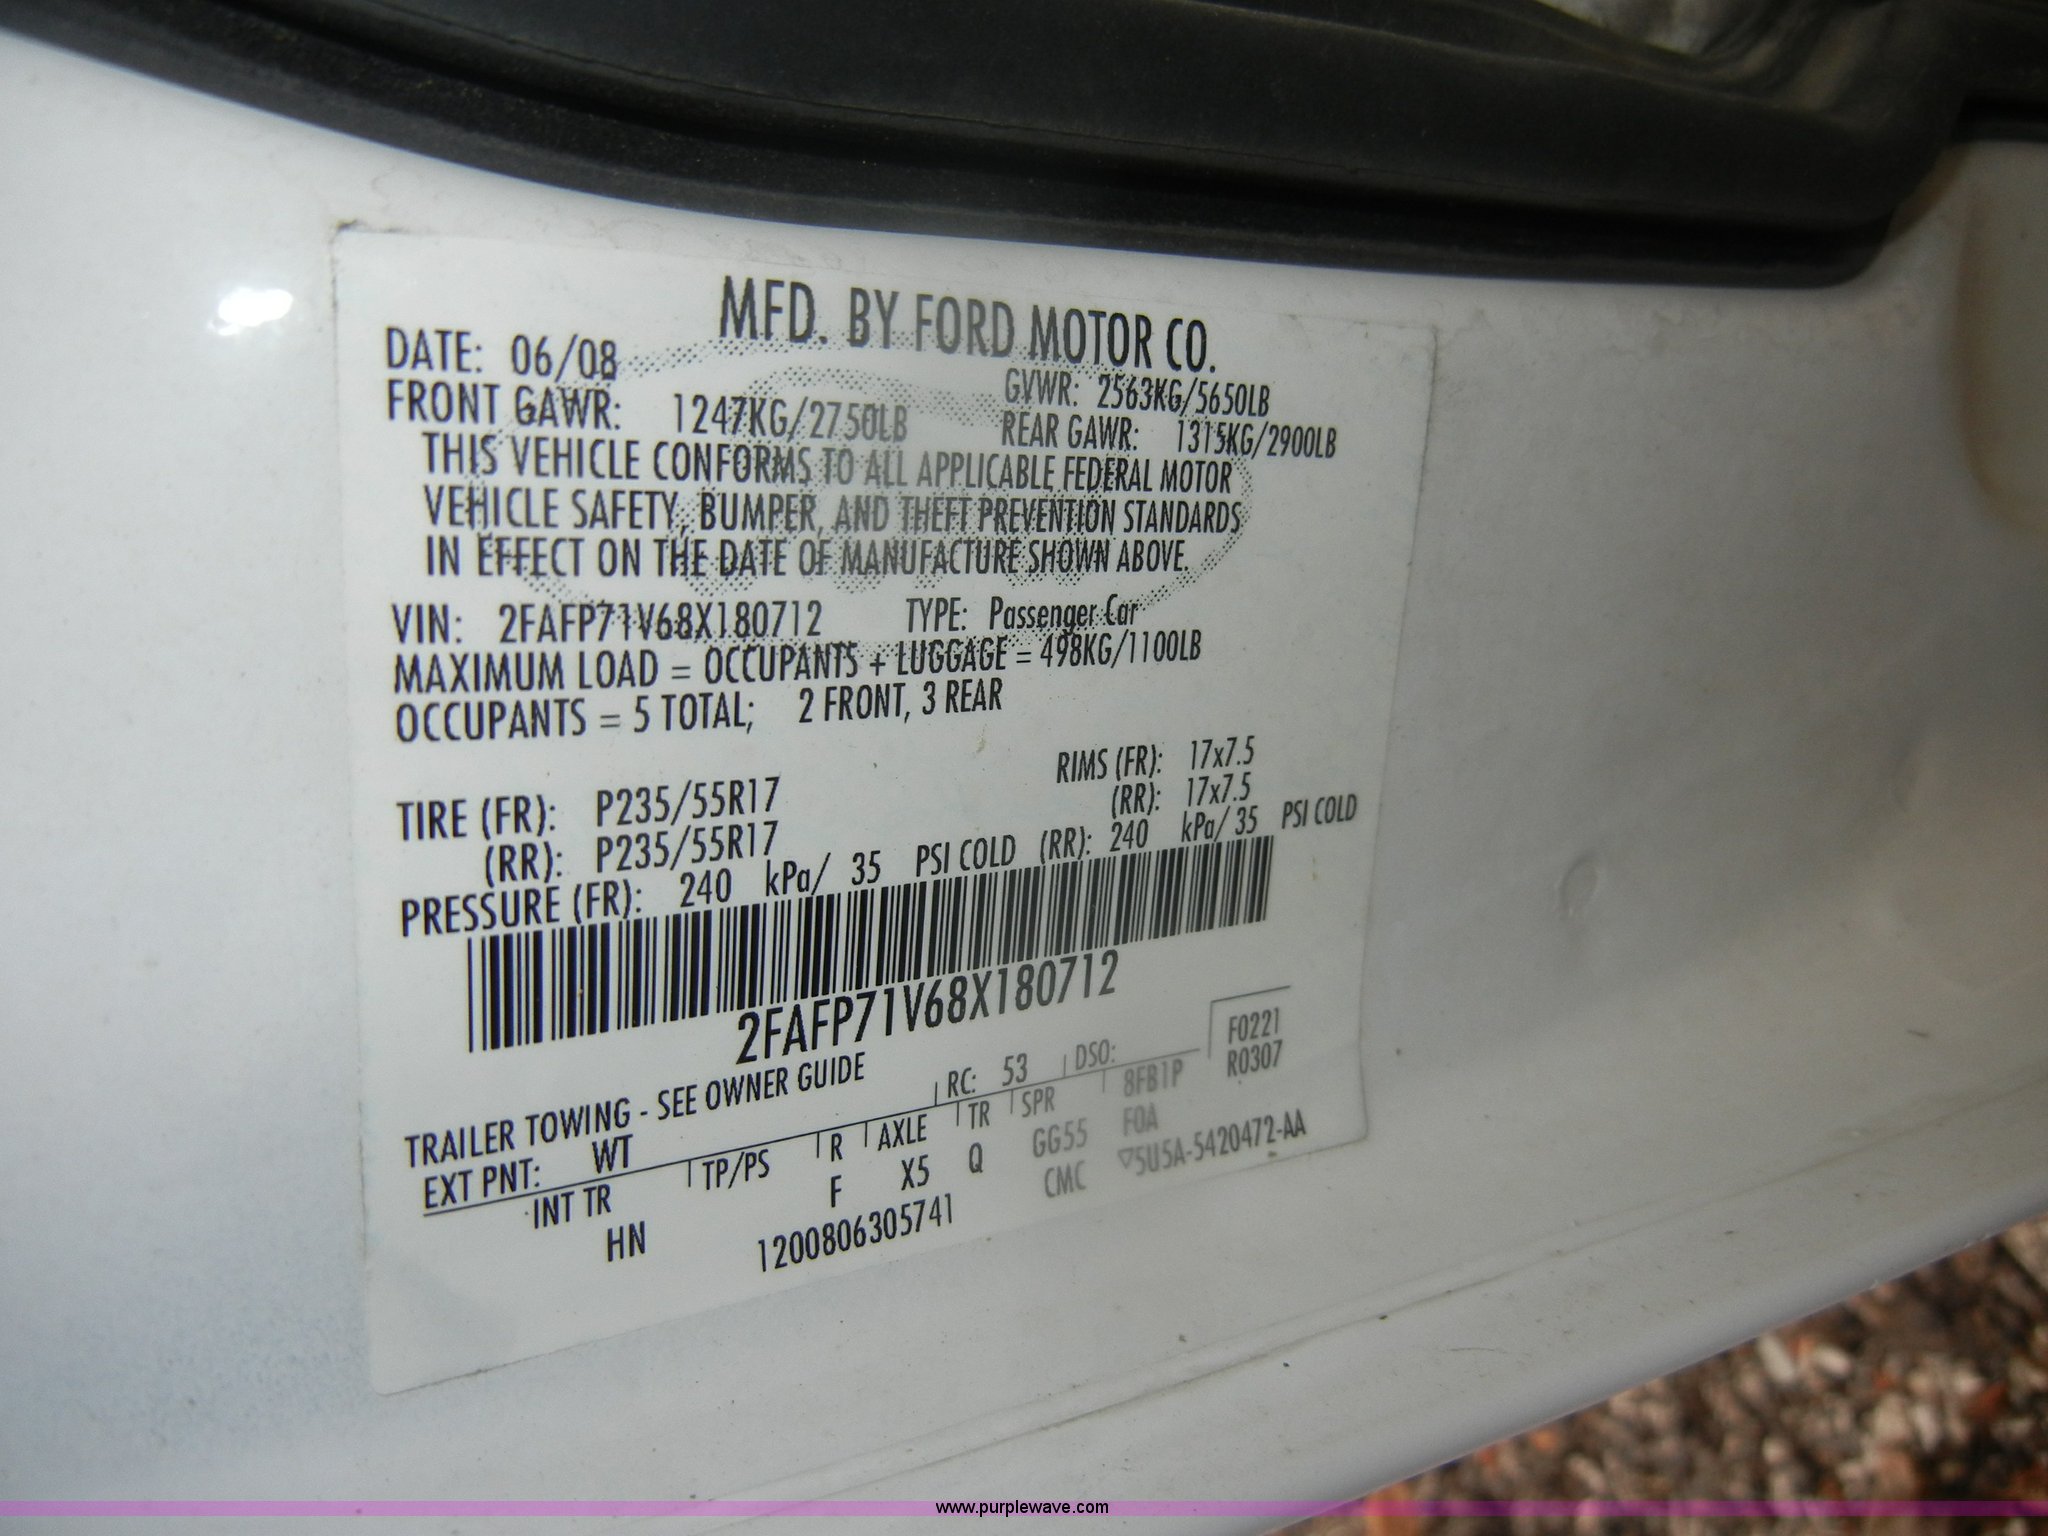 MFD. BY FORD MOTOR CO.
DATE: 06/08 GVWR: 2563KG/5650LB
FRONT GAWR: 1247KG/2750LB REAR GAWR: 1315KG/2900LB
THIS VEHICLE CONFORMS TO ALL APPLICABLE FEDERAL MOTOR
VEHICLE SAFETY, BUMPER, AND THEFT PREVENTION STANDARDS
IN EFFECT ON THE DATE OF MANUFACTURE SHOWN ABOVE.
VIN: 2FAFP71V68X180712 TYPE: Passenger Car
MAXIMUM LOAD = OCCUPANTS + LUGGAGE = 498KG/1100LB
OCCUPANTS = 5 TOTAL; 2 FRONT, 3 REAR
TIRE (FR): P235/55R17 RIMS (FR): 17x7.5
(RR): P235/55R17 (RR): 17x7.5
PRESSURE (FR): 240 kPa/ 35 PSI COLD (RR): 240 kPa/ 35 PSI COLD
2FAFP71V68X180712
TRAILER TOWING - SEE OWNER GUIDE F0221
EXT PNT: WT RC: 53 DSO: R0307
INT TR TP/PS R AXLE TR SPR 8FB1P
HN F X5 Q GG55 F0A
1200806305741 CMC ▽5U5A-5420472-AA
www.purplewave.com